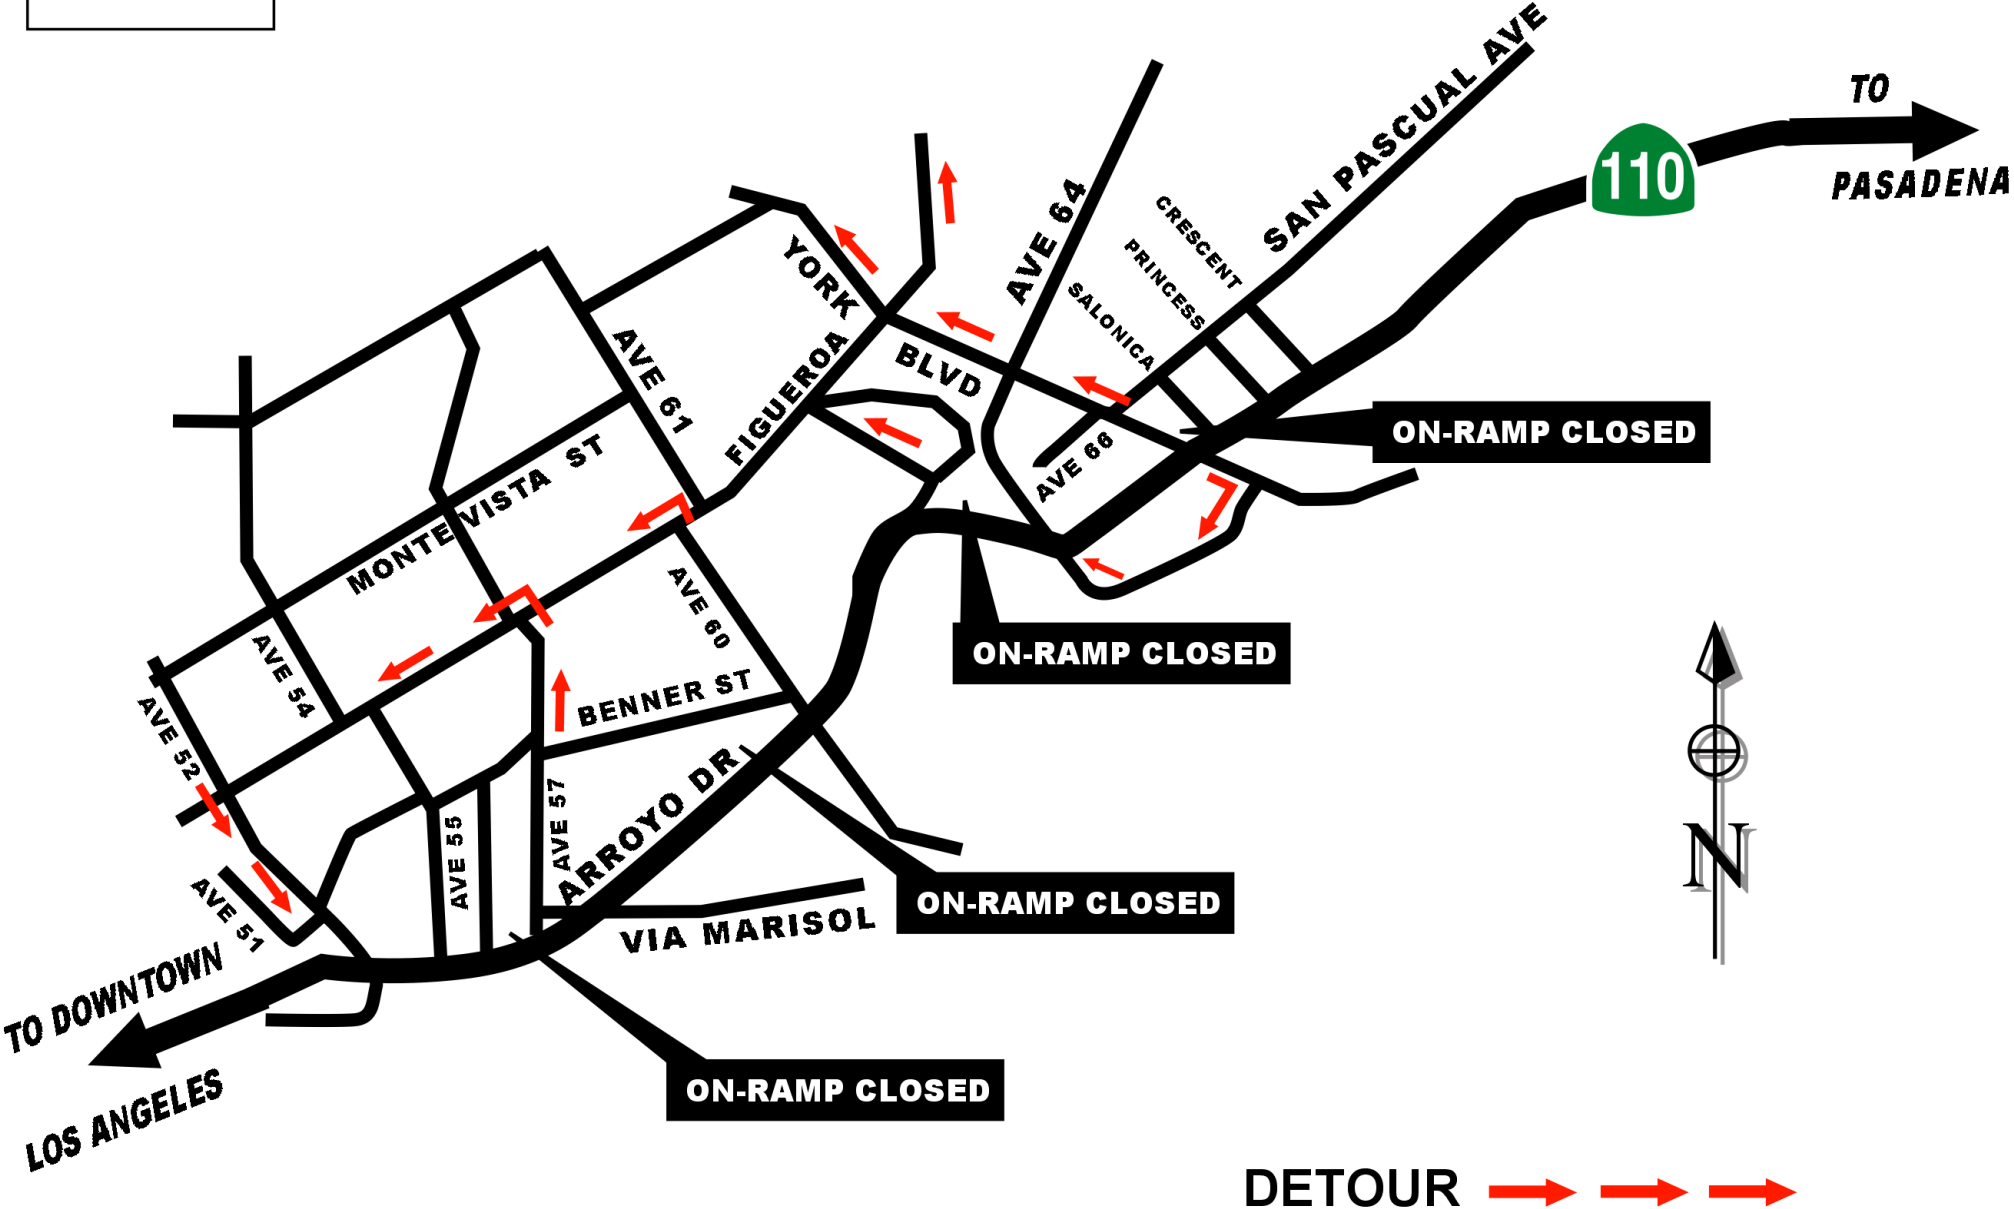 SAN PASCUAL AVE
TO
PASADENA
110
AVE 64
CRESCENT
PRINCESS
SALONICA
YORK
BLVD
FIGUEROA
AVE 61
AVE 66
ON-RAMP CLOSED
MONTE VISTA ST
AVE 60
ON-RAMP CLOSED
AVE 54
BENNER ST
AVE 52
ARROYO DR
AVE 57
AVE 55
AVE 51
ON-RAMP CLOSED
VIA MARISOL
N
TO DOWNTOWN
LOS ANGELES
ON-RAMP CLOSED
DETOUR